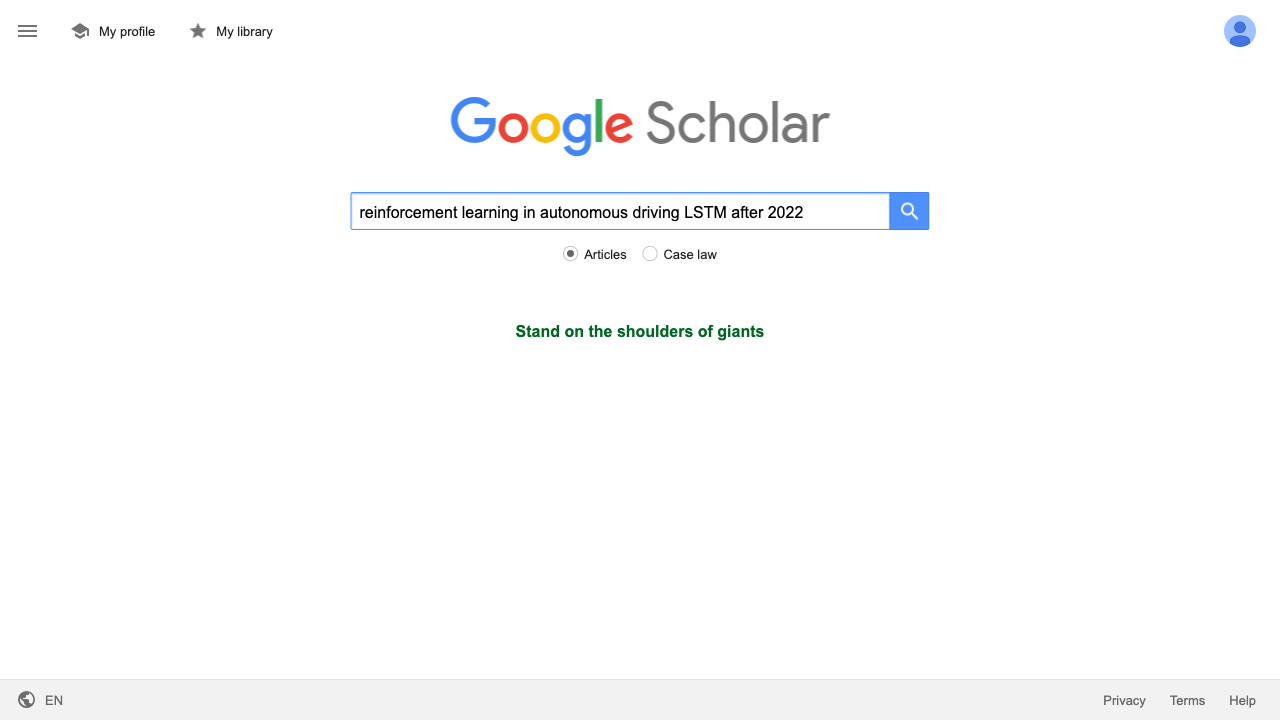 My profile
My library
Google Scholar
reinforcement learning in autonomous driving LSTM after 2022
Articles
Case law
Stand on the shoulders of giants
EN
Privacy
Terms
Help